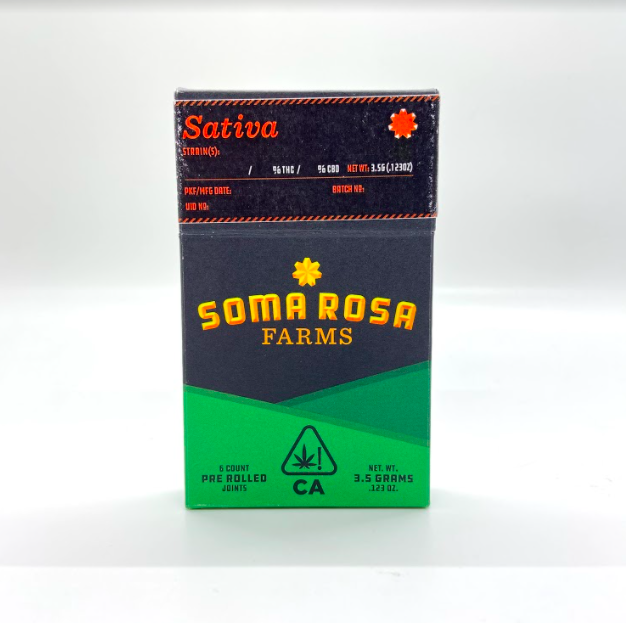 Sativa
STRAIN(S):
/ % THC / % CBD NET WT: 3.5G (.123OZ)
PKF/MFG DATE: BATCH NO:
UID NO:
SOMA ROSA
FARMS
6 COUNT
PRE ROLLED
JOINTS
!
CA
NET. WT.
3.5 GRAMS
.123 OZ.